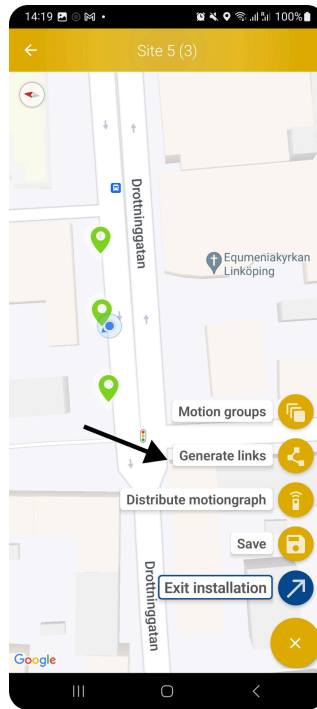 14:19 100%
Site 5 (3)
Drottninggatan
Equmeniakyrkan
Linköping
Motion groups
Generate links
Distribute motiongraph
Save
Exit installation
Drottninggatan
Google